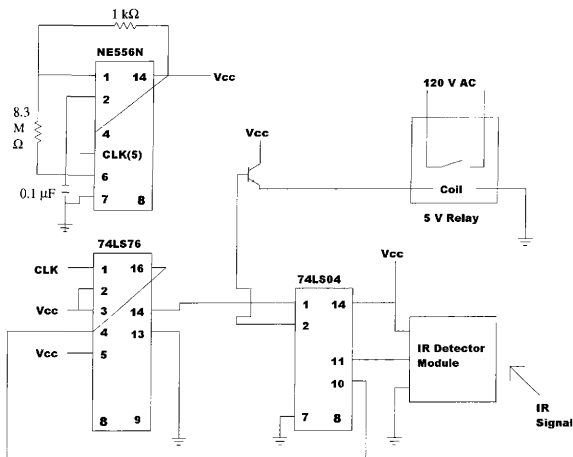 1 kΩ
NE556N
1 14 Vcc
2
8.3
M
Ω
4
CLK(5)
6
0.1 µF
7 8
120 V AC
Vcc
Coil
5 V Relay
74LS76
CLK 1 16
2
Vcc 3 14
4 13
Vcc 5
8 9
74LS04
Vcc
1 14
2
11
10
7 8
IR Detector
Module
IR
Signal